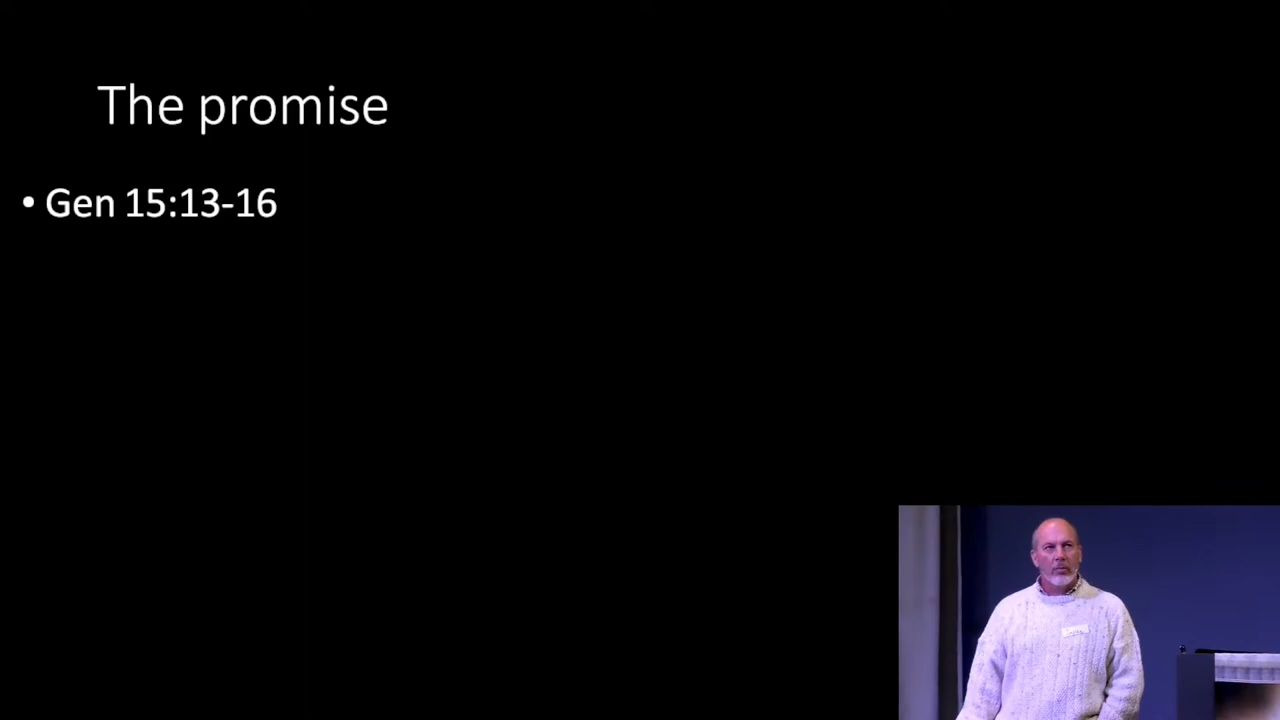 The promise
• Gen 15:13-16